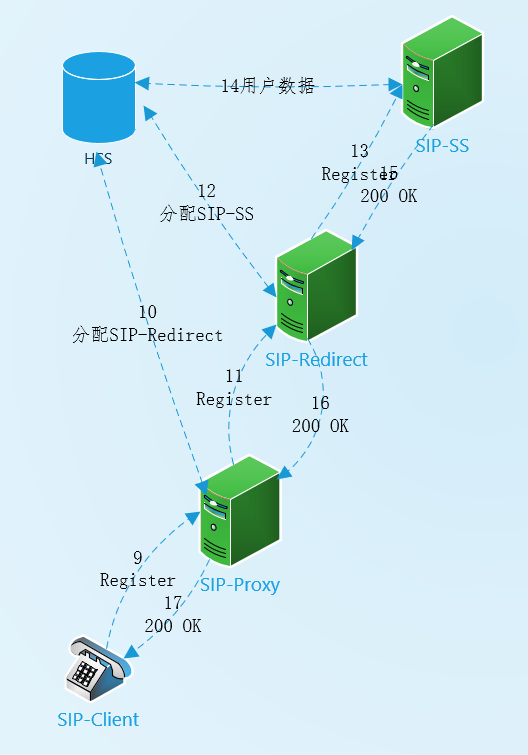 14用户数据
HSS
SIP-SS
13
Register
15
200 OK
12
分配SIP-SS
10
分配SIP-Redirect
SIP-Redirect
11
Register
16
200 OK
9
Register
SIP-Proxy
17
200 OK
SIP-Client